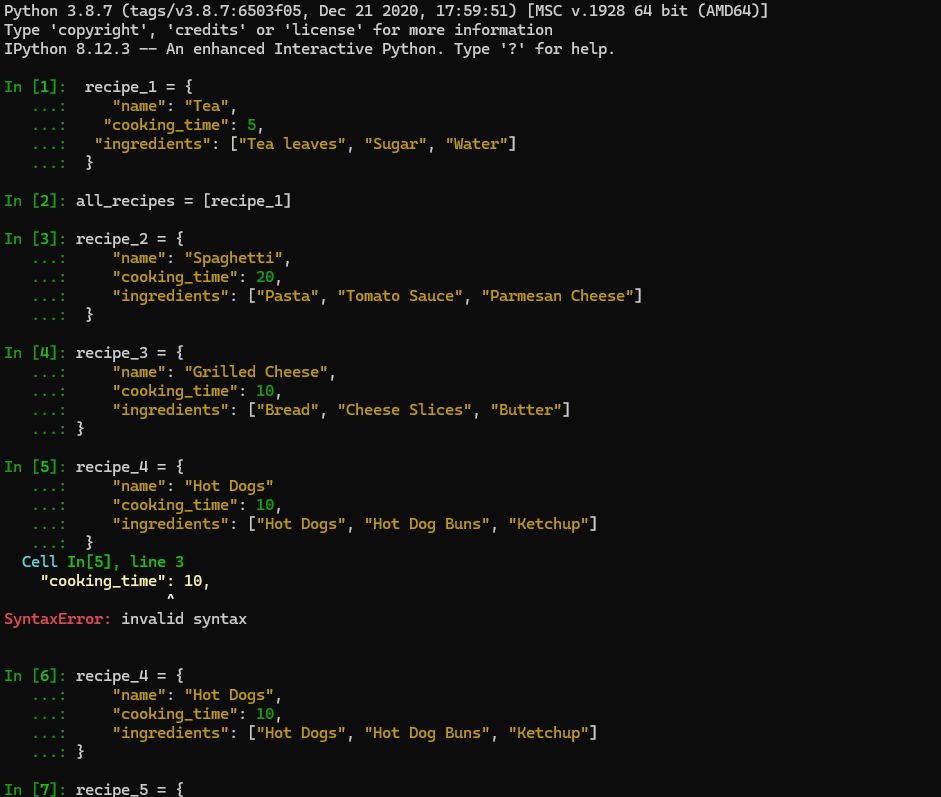 Python 3.8.7 (tags/v3.8.7:6503f05, Dec 21 2020, 17:59:51) [MSC v.1928 64 bit (AMD64)]
Type 'copyright', 'credits' or 'license' for more information
IPython 8.12.3 -- An enhanced Interactive Python. Type '?' for help.

In [1]:  recipe_1 = {
   ...:     "name": "Tea",
   ...:    "cooking_time": 5,
   ...:   "ingredients": ["Tea leaves", "Sugar", "Water"]
   ...:  }

In [2]: all_recipes = [recipe_1]

In [3]: recipe_2 = {
   ...:     "name": "Spaghetti",
   ...:     "cooking_time": 20,
   ...:     "ingredients": ["Pasta", "Tomato Sauce", "Parmesan Cheese"]
   ...:  }

In [4]: recipe_3 = {
   ...:     "name": "Grilled Cheese",
   ...:     "cooking_time": 10,
   ...:     "ingredients": ["Bread", "Cheese Slices", "Butter"]
   ...: }

In [5]: recipe_4 = {
   ...:     "name": "Hot Dogs"
   ...:     "cooking_time": 10,
   ...:     "ingredients": ["Hot Dogs", "Hot Dog Buns", "Ketchup"]
   ...:  }
  Cell In[5], line 3
    "cooking_time": 10,
                  ^
SyntaxError: invalid syntax


In [6]: recipe_4 = {
   ...:     "name": "Hot Dogs",
   ...:     "cooking_time": 10,
   ...:     "ingredients": ["Hot Dogs", "Hot Dog Buns", "Ketchup"]
   ...: }

In [7]: recipe_5 = {